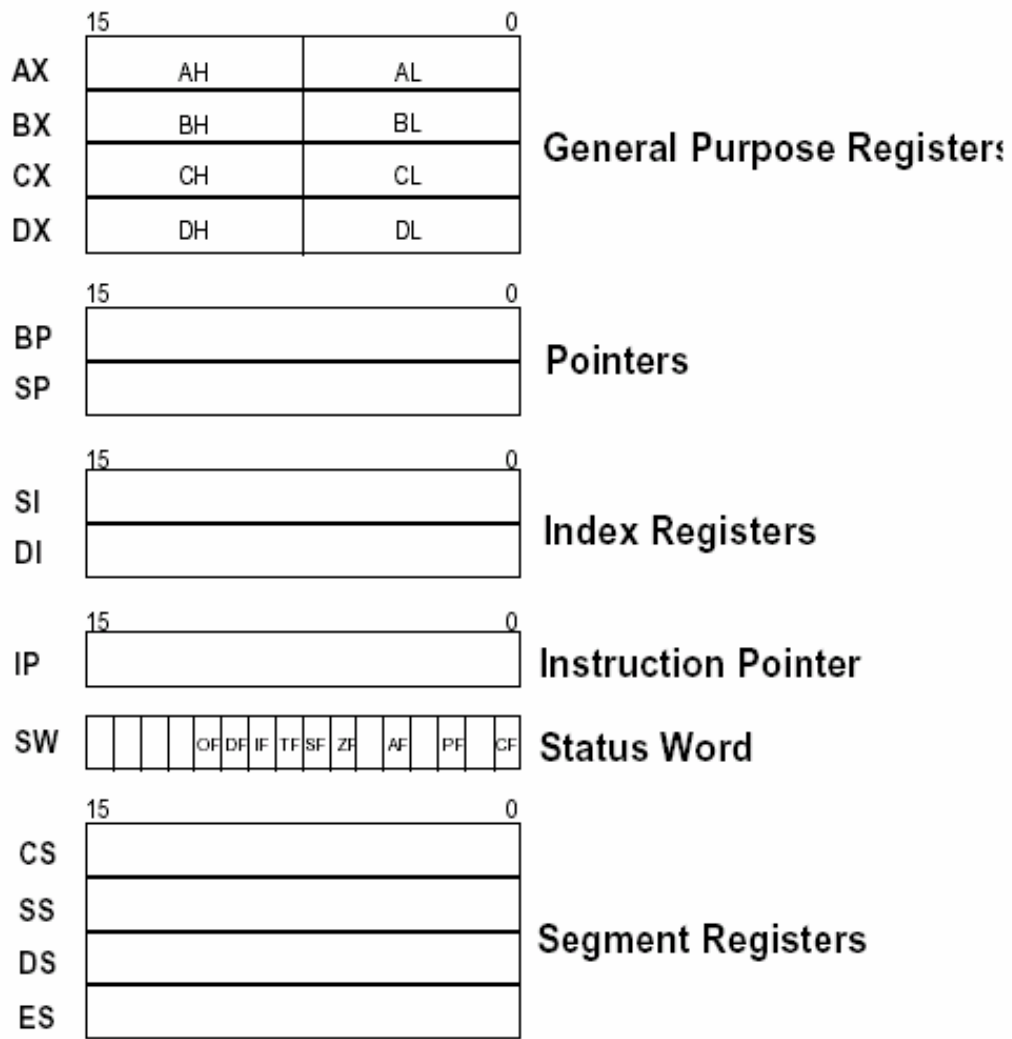 15 0
AX AH AL
BX BH BL
General Purpose Registers
CX CH CL
DX DH DL
15 0
BP
Pointers
SP
15 0
SI
Index Registers
DI
15 0
IP Instruction Pointer
SW OF DF IF TF SF ZF AF PF CF Status Word
15 0
CS
SS
Segment Registers
DS
ES